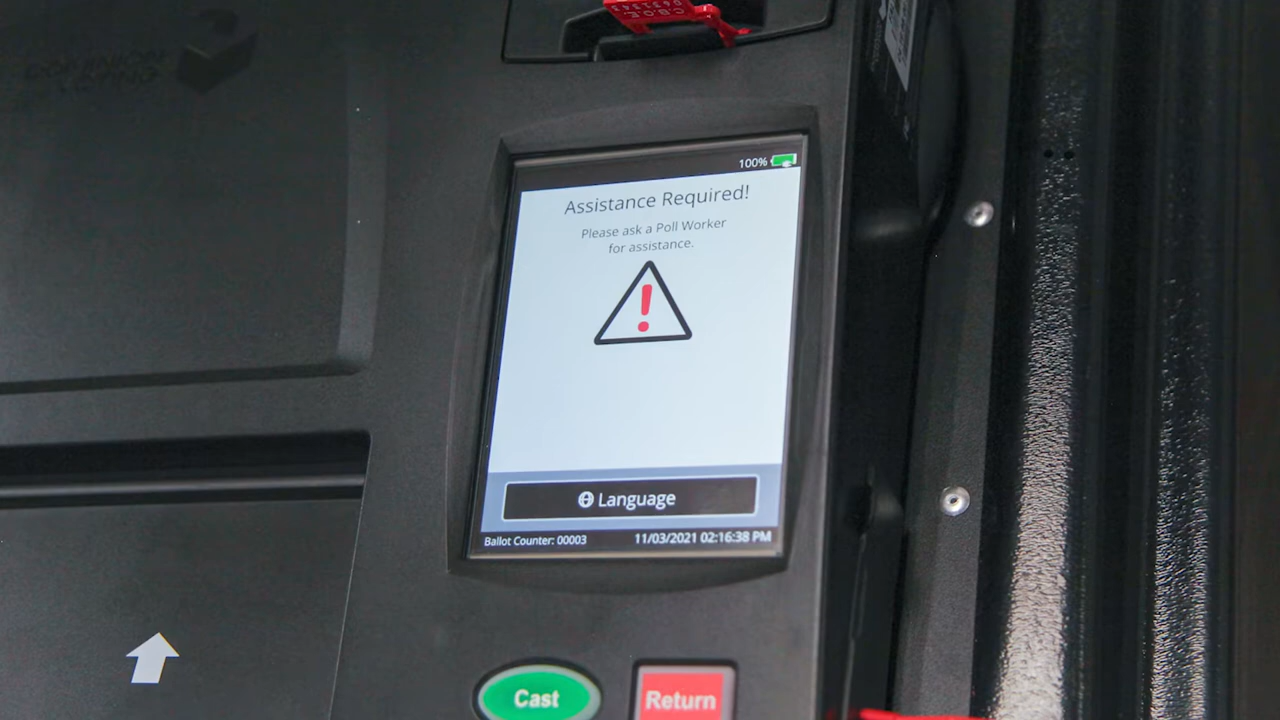 C.B.O.E.
100%
Assistance Required!
Please ask a Poll Worker
for assistance.
Language
Ballot Counter: 00003
11/03/2021 02:16:38 PM
Cast
Return